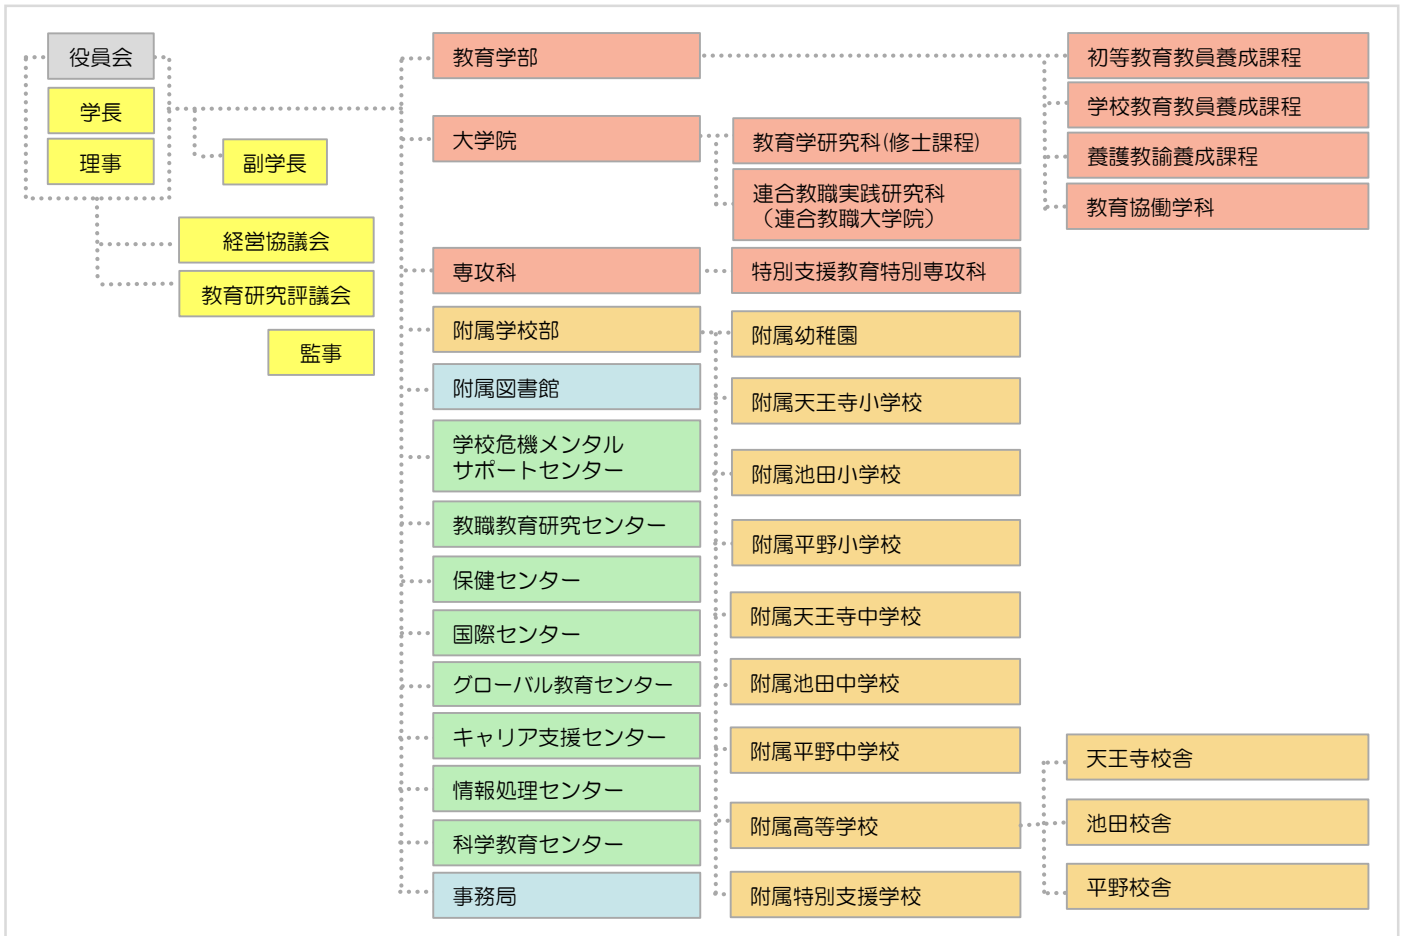 役員会
学長
理事
副学長
経営協議会
教育研究評議会
監事
教育学部
大学院
専攻科
附属学校部
附属図書館
学校危機メンタル
サポートセンター
教職教育研究センター
保健センター
国際センター
グローバル教育センター
キャリア支援センター
情報処理センター
科学教育センター
事務局
教育学研究科(修士課程)
連合教職実践研究科
（連合教職大学院）
特別支援教育特別専攻科
附属幼稚園
附属天王寺小学校
附属池田小学校
附属平野小学校
附属天王寺中学校
附属池田中学校
附属平野中学校
附属高等学校
附属特別支援学校
初等教育教員養成課程
学校教育教員養成課程
養護教諭養成課程
教育協働学科
天王寺校舎
池田校舎
平野校舎